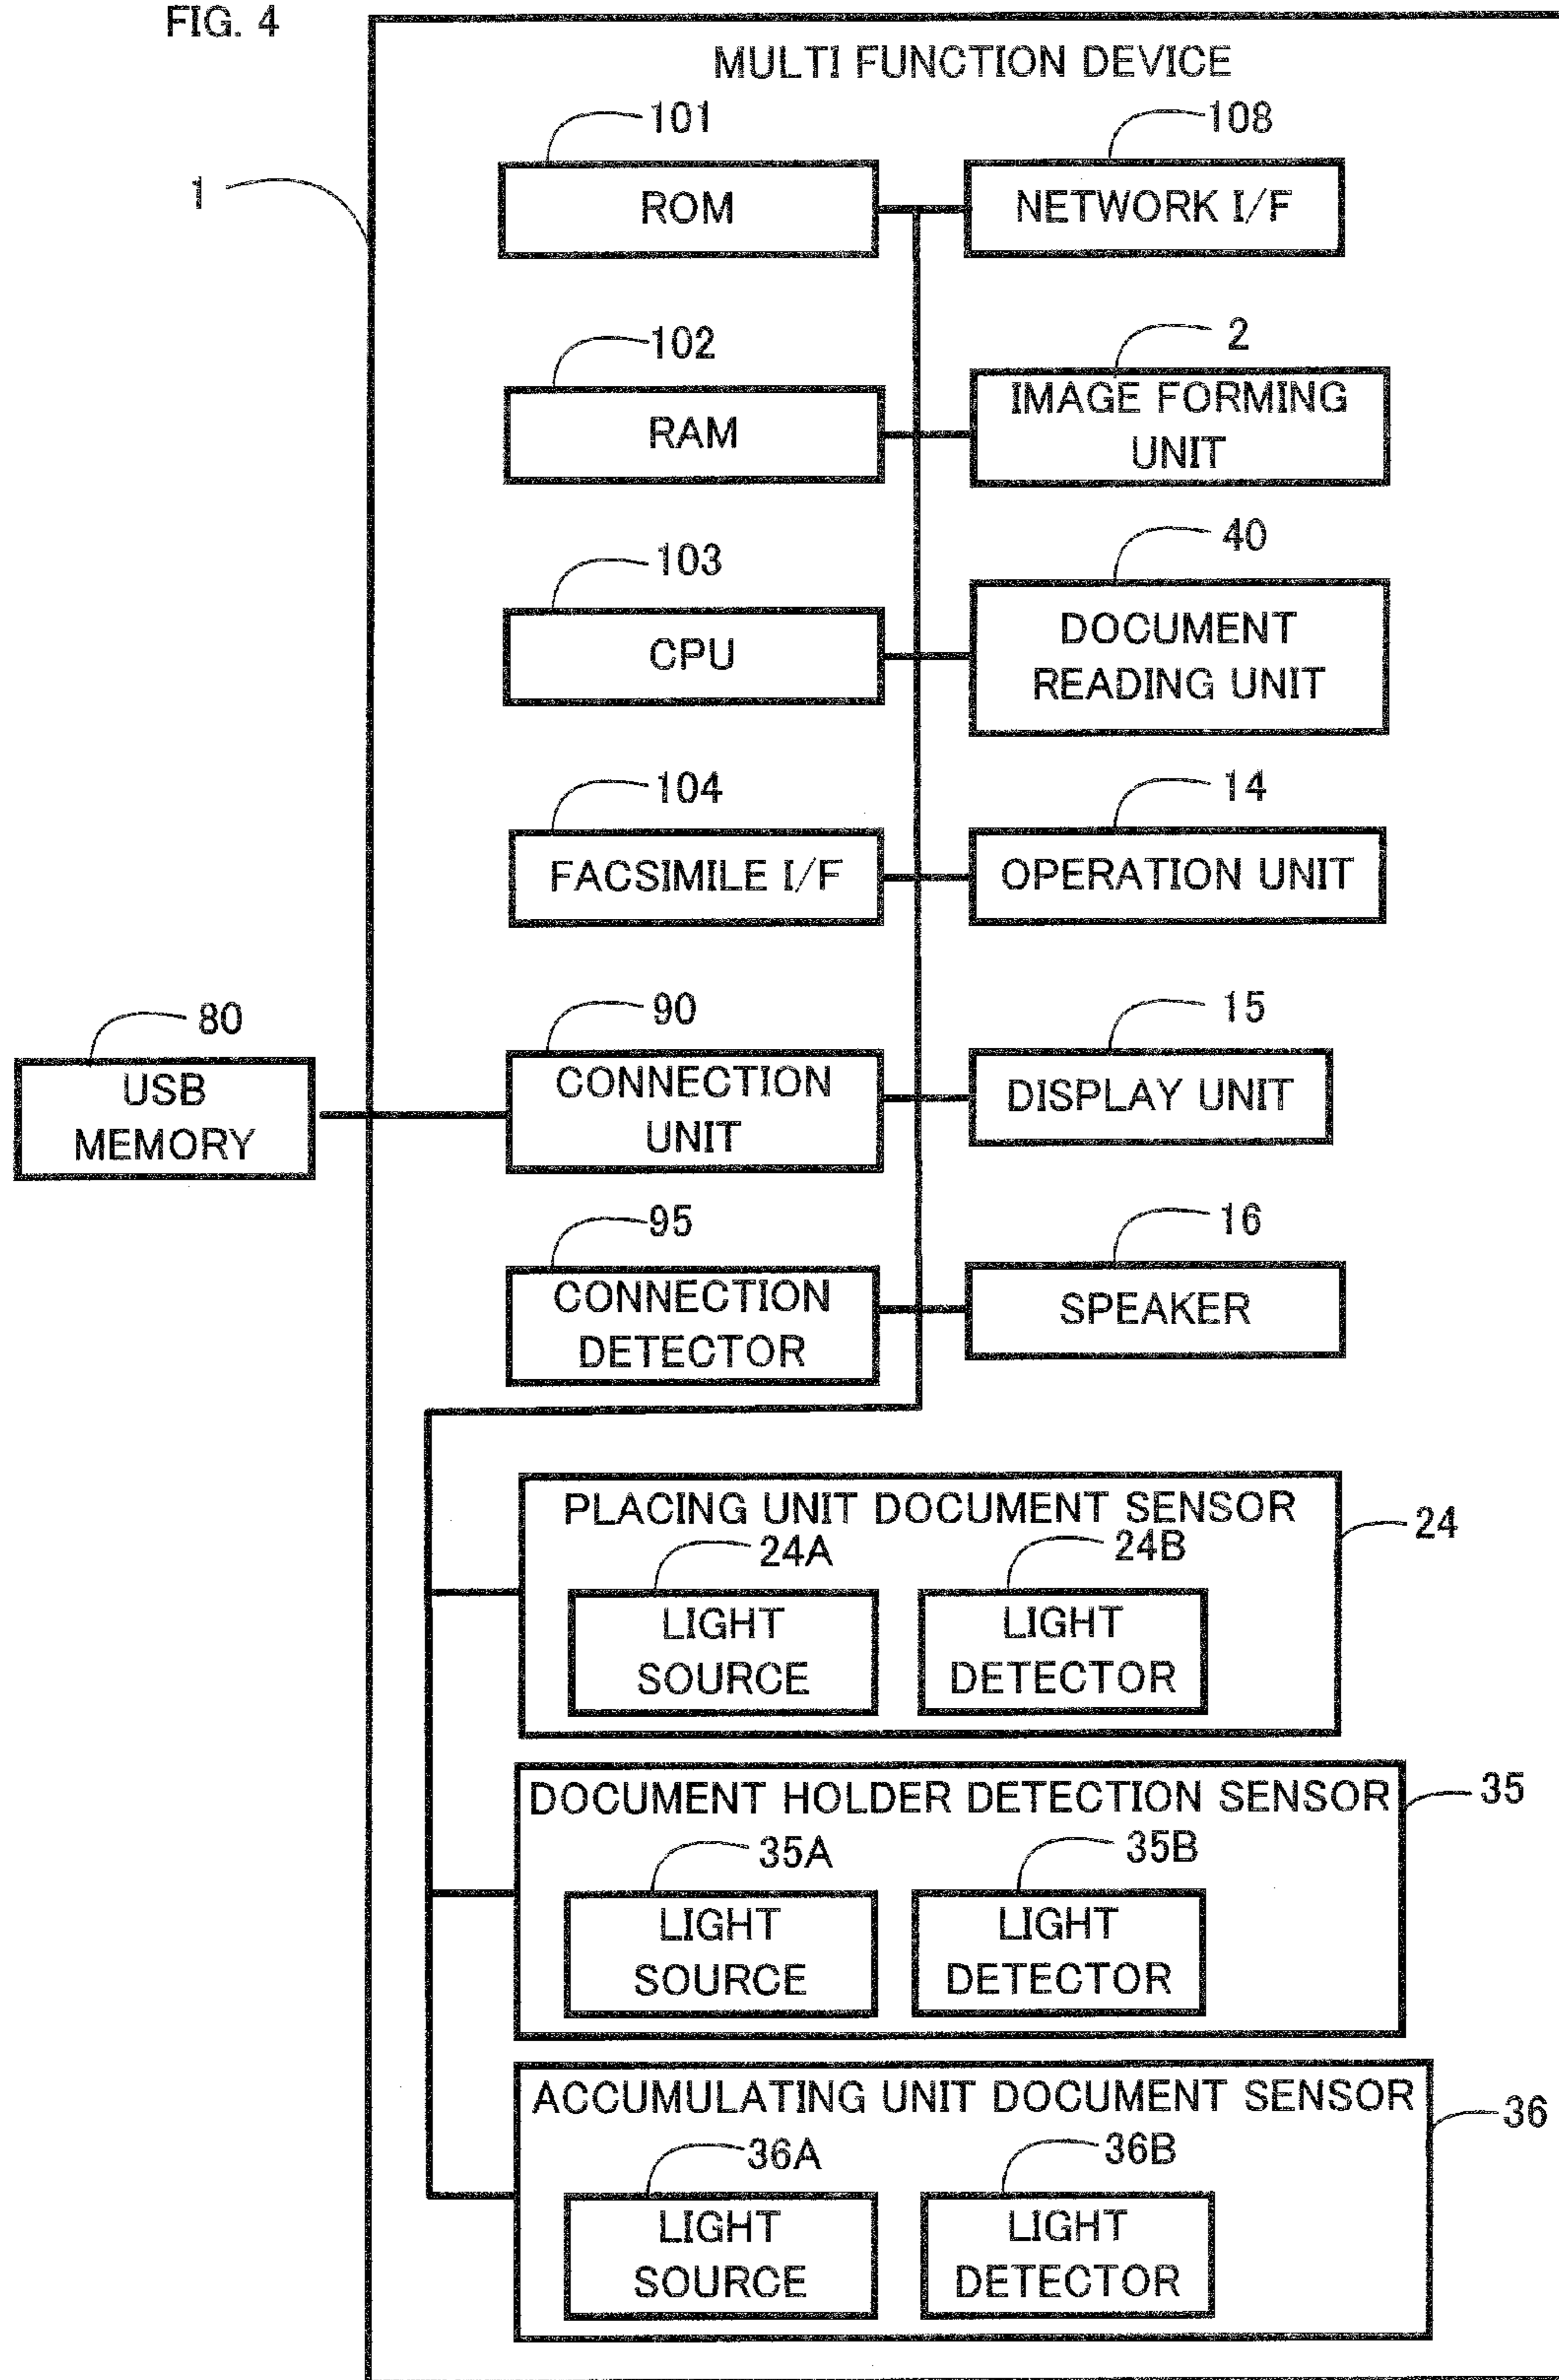 FIG. 4
MULTI FUNCTION DEVICE
1
101
ROM
108
NETWORK I/F
102
RAM
2
IMAGE FORMING
UNIT
103
CPU
40
DOCUMENT
READING UNIT
104
FACSIMILE I/F
14
OPERATION UNIT
80
USB
MEMORY
90
CONNECTION
UNIT
15
DISPLAY UNIT
95
CONNECTION
DETECTOR
16
SPEAKER
PLACING UNIT DOCUMENT SENSOR
24
24A
LIGHT
SOURCE
24B
LIGHT
DETECTOR
DOCUMENT HOLDER DETECTION SENSOR
35
35A
LIGHT
SOURCE
35B
LIGHT
DETECTOR
ACCUMULATING UNIT DOCUMENT SENSOR
36
36A
LIGHT
SOURCE
36B
LIGHT
DETECTOR